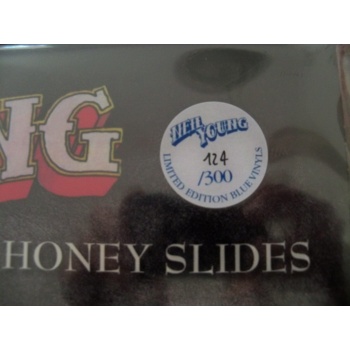 NG
NEIL
YOUNG
124
/300
LIMITED EDITION BLUE VINYLS
HONEY SLIDES